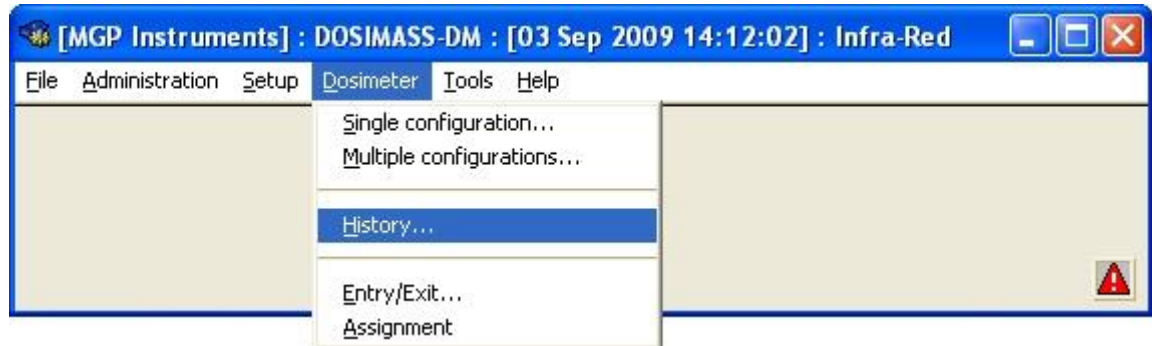 [MGP Instruments] : DOSIMASS-DM : [03 Sep 2009 14:12:02] : Infra-Red
File Administration Setup Dosimeter Tools Help
Single configuration...
Multiple configurations...
History...
Entry/Exit...
Assignment